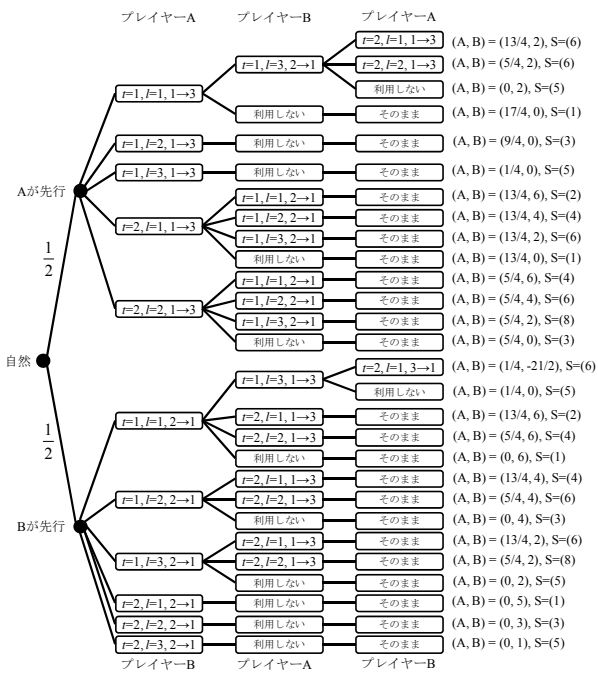 プレイヤーA プレイヤーB プレイヤーA
t=2, l=1, 1→3 (A, B) = (13/4, 2), S=(6)
t=1, l=1, 1→3 t=1, l=3, 2→1 t=2, l=2, 1→3 (A, B) = (5/4, 2), S=(6)
利用しない (A, B) = (0, 2), S=(5)
利用しない そのまま (A, B) = (17/4, 0), S=(1)
t=1, l=2, 1→3 利用しない そのまま (A, B) = (9/4, 0), S=(3)
t=1, l=3, 1→3 利用しない そのまま (A, B) = (1/4, 0), S=(5)
Aが先行
t=1, l=1, 2→1 そのまま (A, B) = (13/4, 6), S=(2)
t=2, l=1, 1→3 t=1, l=2, 2→1 そのまま (A, B) = (13/4, 4), S=(4)
t=1, l=3, 2→1 そのまま (A, B) = (13/4, 2), S=(6)
利用しない そのまま (A, B) = (13/4, 0), S=(1)
1/2
t=1, l=1, 2→1 そのまま (A, B) = (5/4, 6), S=(4)
t=2, l=2, 1→3 t=1, l=2, 2→1 そのまま (A, B) = (5/4, 4), S=(6)
t=1, l=3, 2→1 そのまま (A, B) = (5/4, 2), S=(8)
利用しない そのまま (A, B) = (5/4, 0), S=(3)
自然
t=1, l=3, 1→3 t=2, l=1, 3→1 (A, B) = (1/4, -21/2), S=(6)
利用しない (A, B) = (1/4, 0), S=(5)
t=1, l=1, 2→1 t=2, l=1, 1→3 そのまま (A, B) = (13/4, 6), S=(2)
1/2
t=2, l=2, 1→3 そのまま (A, B) = (5/4, 6), S=(4)
利用しない そのまま (A, B) = (0, 6), S=(1)
t=2, l=1, 1→3 そのまま (A, B) = (13/4, 4), S=(4)
t=1, l=2, 2→1 t=2, l=2, 1→3 そのまま (A, B) = (5/4, 4), S=(6)
利用しない そのまま (A, B) = (0, 4), S=(3)
Bが先行
t=2, l=1, 1→3 そのまま (A, B) = (13/4, 2), S=(6)
t=1, l=3, 2→1 t=2, l=2, 1→3 そのまま (A, B) = (5/4, 2), S=(8)
利用しない そのまま (A, B) = (0, 2), S=(5)
t=2, l=1, 2→1 利用しない そのまま (A, B) = (0, 5), S=(1)
t=2, l=2, 2→1 利用しない そのまま (A, B) = (0, 3), S=(3)
t=2, l=3, 2→1 利用しない そのまま (A, B) = (0, 1), S=(5)
プレイヤーB プレイヤーA プレイヤーB